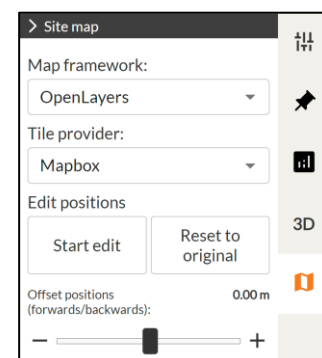 Site map
Map framework:
OpenLayers
Tile provider:
Mapbox
Edit positions
Start edit
Reset to
original
Offset positions
(forwards/backwards):
0.00 m
3D